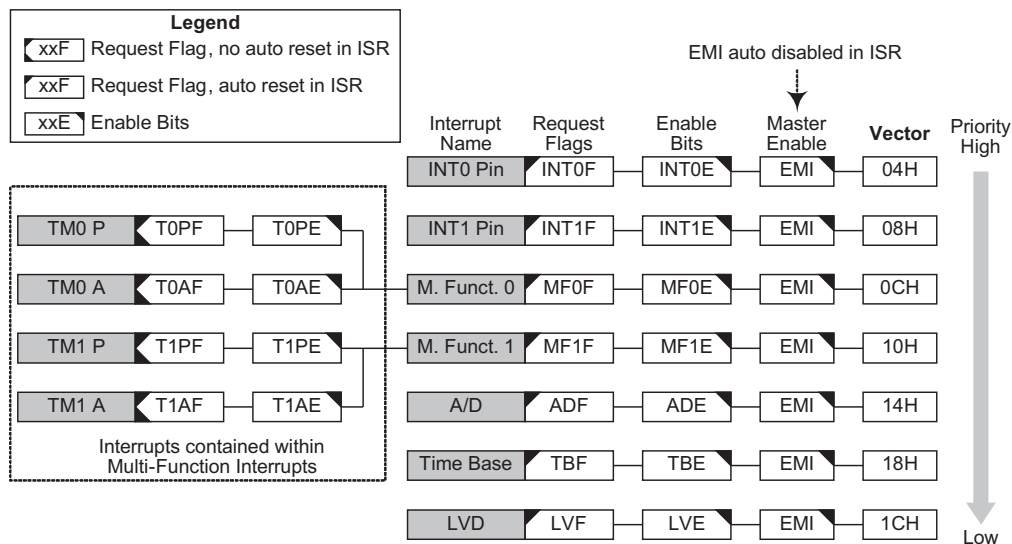 Legend
xxF Request Flag, no auto reset in ISR
xxF Request Flag, auto reset in ISR
xxE Enable Bits
EMI auto disabled in ISR
Interrupt Name
Request Flags
Enable Bits
Master Enable
Vector
Priority High
INT0 Pin INT0F INT0E EMI 04H
TM0 P T0PF T0PE
INT1 Pin INT1F INT1E EMI 08H
TM0 A T0AF T0AE
M. Funct. 0 MF0F MF0E EMI 0CH
TM1 P T1PF T1PE
M. Funct. 1 MF1F MF1E EMI 10H
TM1 A T1AF T1AE
A/D ADF ADE EMI 14H
Interrupts contained within
Multi-Function Interrupts
Time Base TBF TBE EMI 18H
LVD LVF LVE EMI 1CH
Low